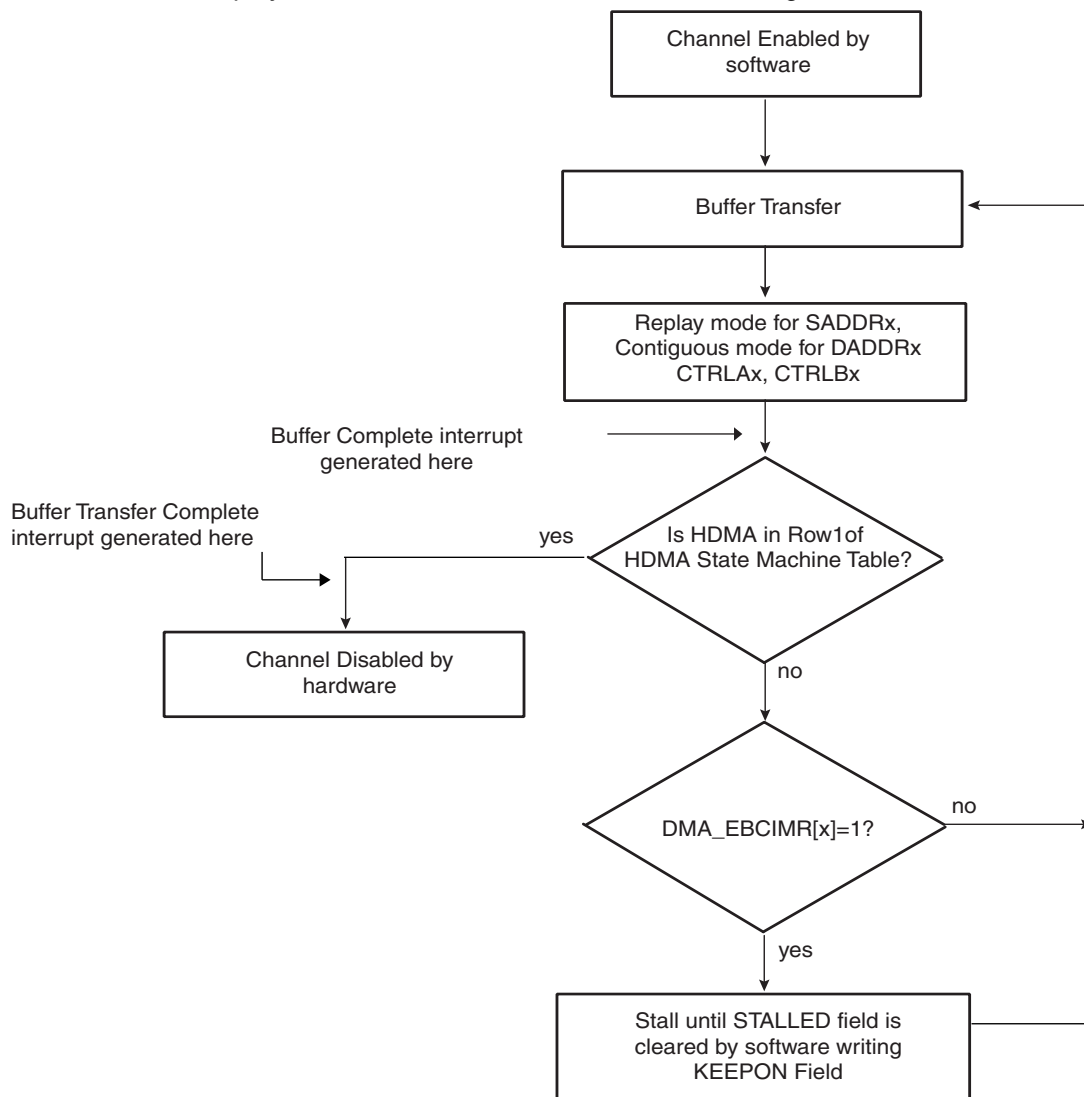 Channel Enabled by
software
Buffer Transfer
Replay mode for SADDRx,
Contiguous mode for DADDRx
CTRLAx, CTRLBx
Buffer Complete interrupt
generated here
Buffer Transfer Complete
interrupt generated here
yes
Is HDMA in Row1of
HDMA State Machine Table?
Channel Disabled by
hardware
no
no
DMA_EBCIMR[x]=1?
yes
Stall until STALLED field is
cleared by software writing
KEEPON Field